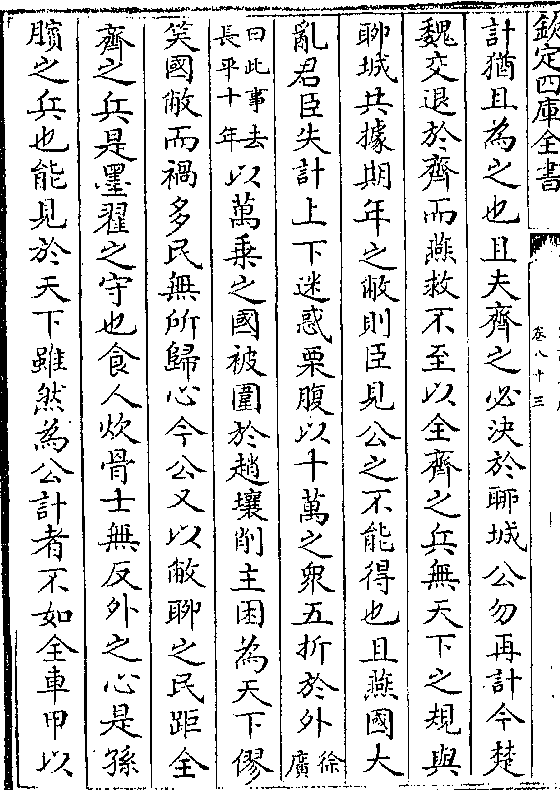 欽定四庫全書
卷八十三
計猶且為之也且夫齊之必決於聊城公勿再計今楚
魏交退於齊而燕救不至以全齊之兵無天下之規與
聊城共據期年之敝則臣見公之不能得也且燕國大
亂君臣失計上下迷惑栗腹以十萬之衆五折於外徐廣
曰此事去長平十年以萬乗之國被圍於趙壤削主困為天下僇
笑國敝而禍多民無所歸心今公又以敝聊之民距全
齊之兵是墨翟之守也食人炊骨士無反外之心是孫
臏之兵也能見於天下雖然為公計者不如全車甲以